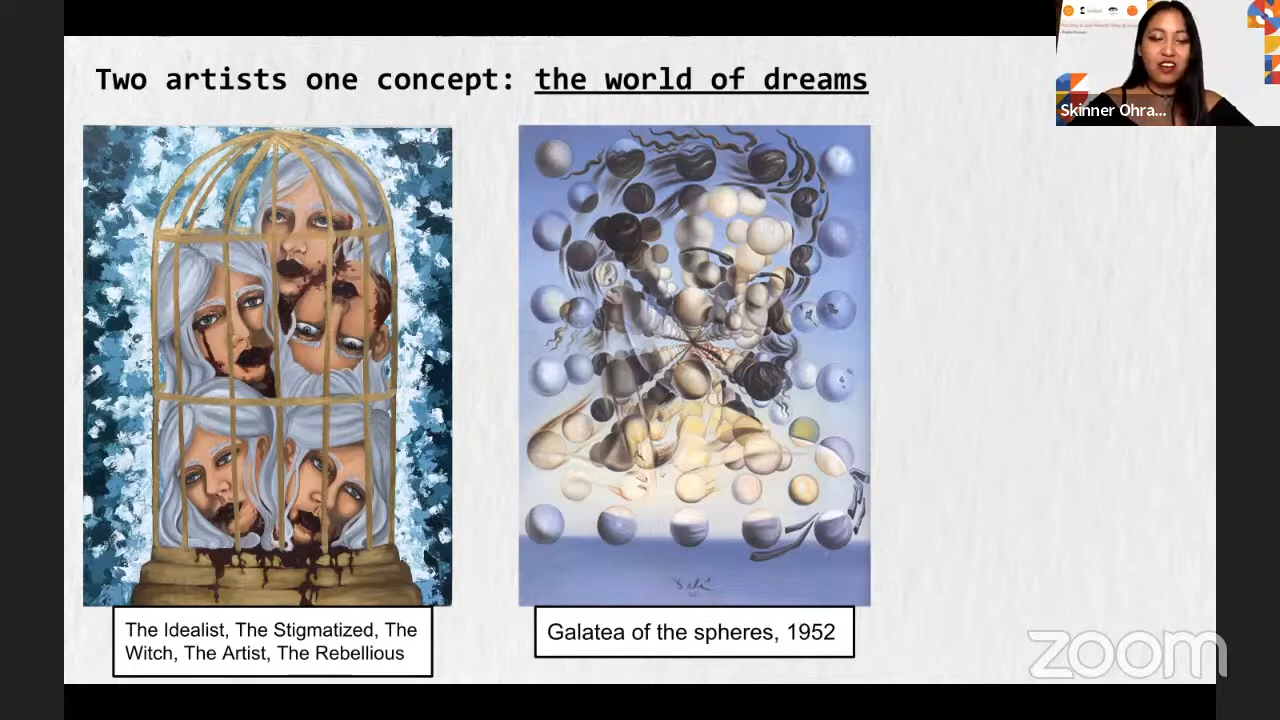 Two artists one concept: the world of dreams
Skinner Ohra...
The Idealist, The Stigmatized, The
Witch, The Artist, The Rebellious
Galatea of the spheres, 1952
zoom